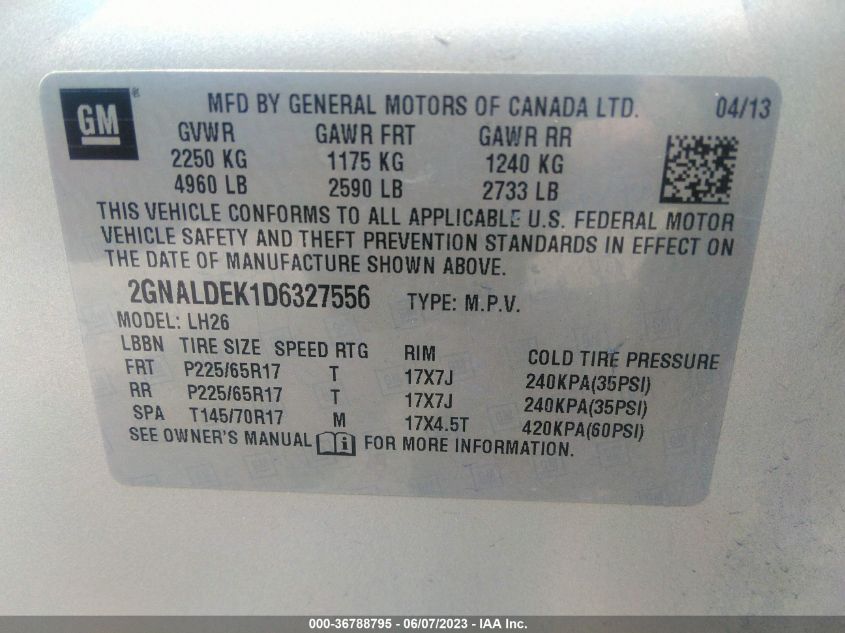 GM ®
MFD BY GENERAL MOTORS OF CANADA LTD. 04/13
GVWR GAWR FRT GAWR RR
2250 KG 1175 KG 1240 KG
4960 LB 2590 LB 2733 LB
THIS VEHICLE CONFORMS TO ALL APPLICABLE U.S. FEDERAL MOTOR
VEHICLE SAFETY AND THEFT PREVENTION STANDARDS IN EFFECT ON
THE DATE OF MANUFACTURE SHOWN ABOVE.
2GNALDEK1D6327556 TYPE: M.P.V.
MODEL: LH26
LBBN TIRE SIZE SPEED RTG RIM COLD TIRE PRESSURE
FRT P225/65R17 T 17X7J 240KPA(35PSI)
RR P225/65R17 T 17X7J 240KPA(35PSI)
SPA T145/70R17 M 17X4.5T 420KPA(60PSI)
SEE OWNER'S MANUAL i FOR MORE INFORMATION.
000-36788795 - 06/07/2023 - IAA Inc.